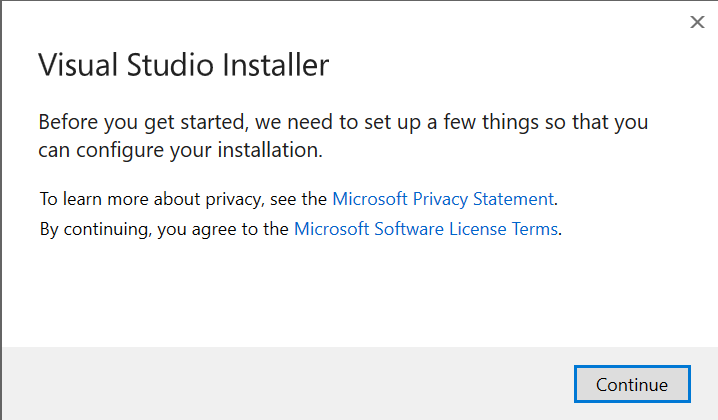 Visual Studio Installer
Before you get started, we need to set up a few things so that you
can configure your installation.
To learn more about privacy, see the Microsoft Privacy Statement.
By continuing, you agree to the Microsoft Software License Terms.
Continue